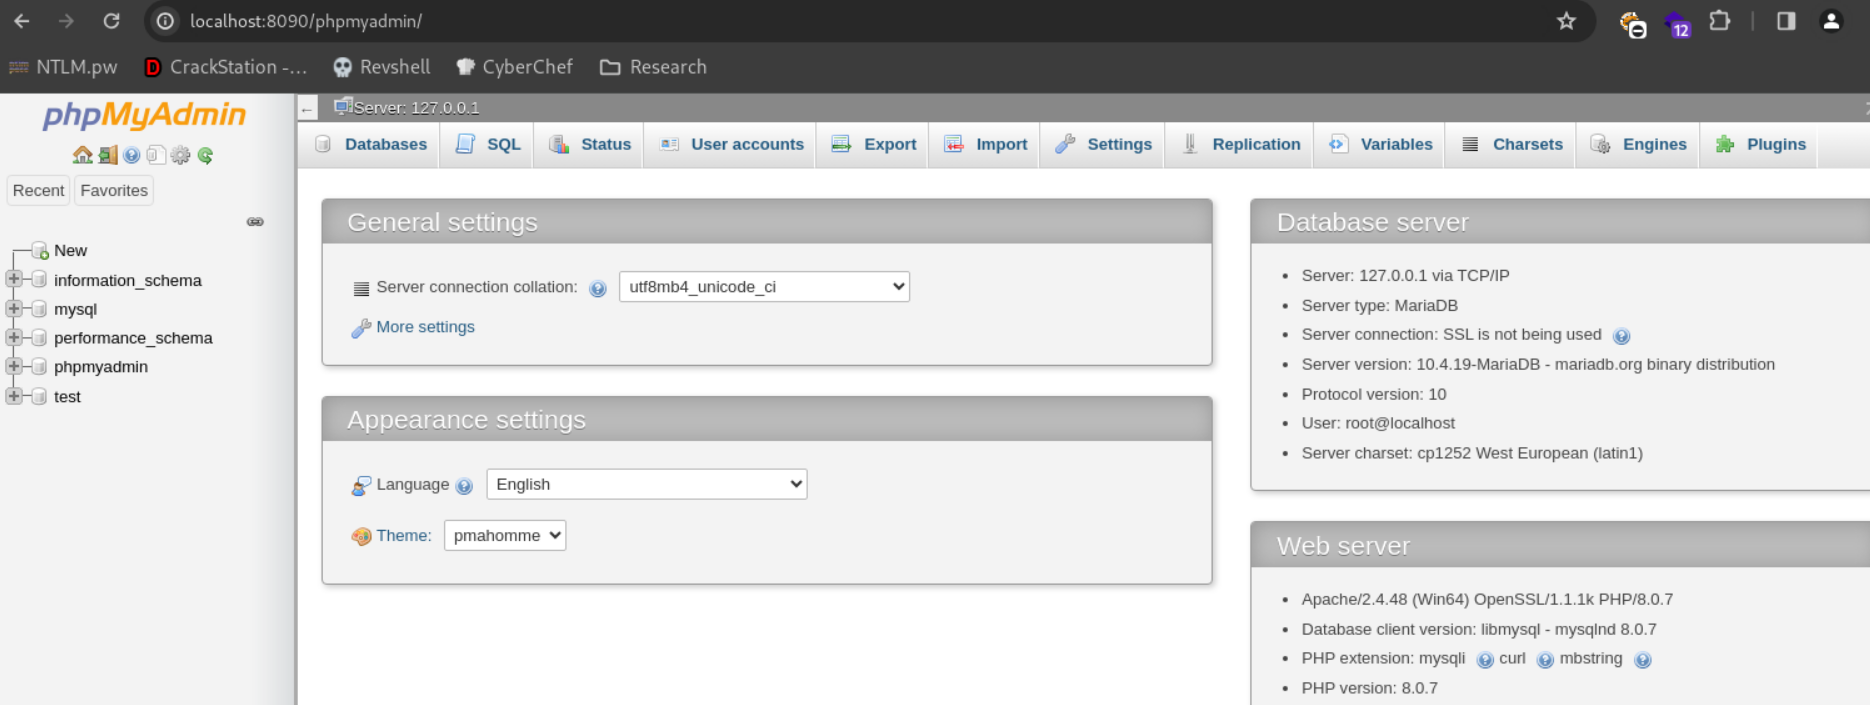 localhost:8090/phpmyadmin/
12
NTLM.pw CrackStation -... Revshell CyberChef Research
phpMyAdmin
Recent Favorites
New
information_schema
mysql
performance_schema
phpmyadmin
test
Server: 127.0.0.1
Databases SQL Status User accounts Export Import Settings Replication Variables Charsets Engines Plugins
General settings
Server connection collation: utf8mb4_unicode_ci
More settings
Appearance settings
Language English
Theme: pmahomme
Database server
Server: 127.0.0.1 via TCP/IP
Server type: MariaDB
Server connection: SSL is not being used
Server version: 10.4.19-MariaDB - mariadb.org binary distribution
Protocol version: 10
User: root@localhost
Server charset: cp1252 West European (latin1)
Web server
Apache/2.4.48 (Win64) OpenSSL/1.1.1k PHP/8.0.7
Database client version: libmysql - mysqlnd 8.0.7
PHP extension: mysqli curl mbstring
PHP version: 8.0.7